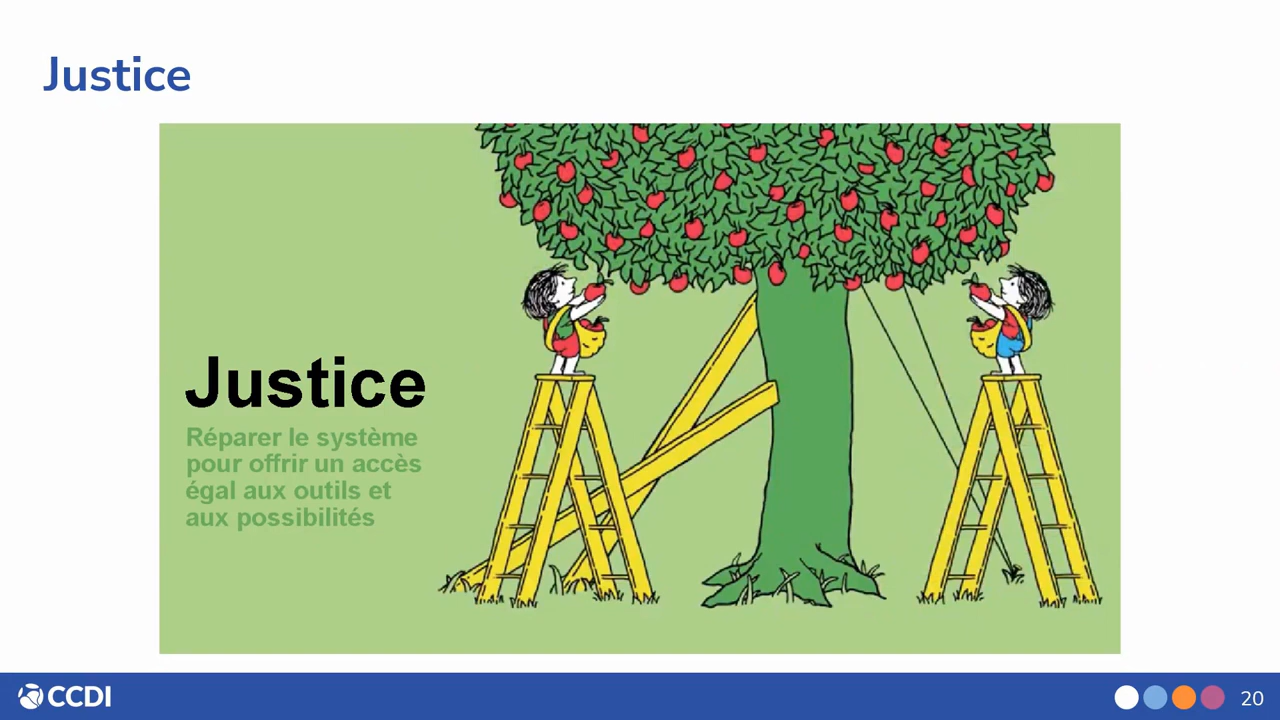 Justice
Justice
Réparer le système
pour offrir un accès
égal aux outils et
aux possibilités
CCDI
20